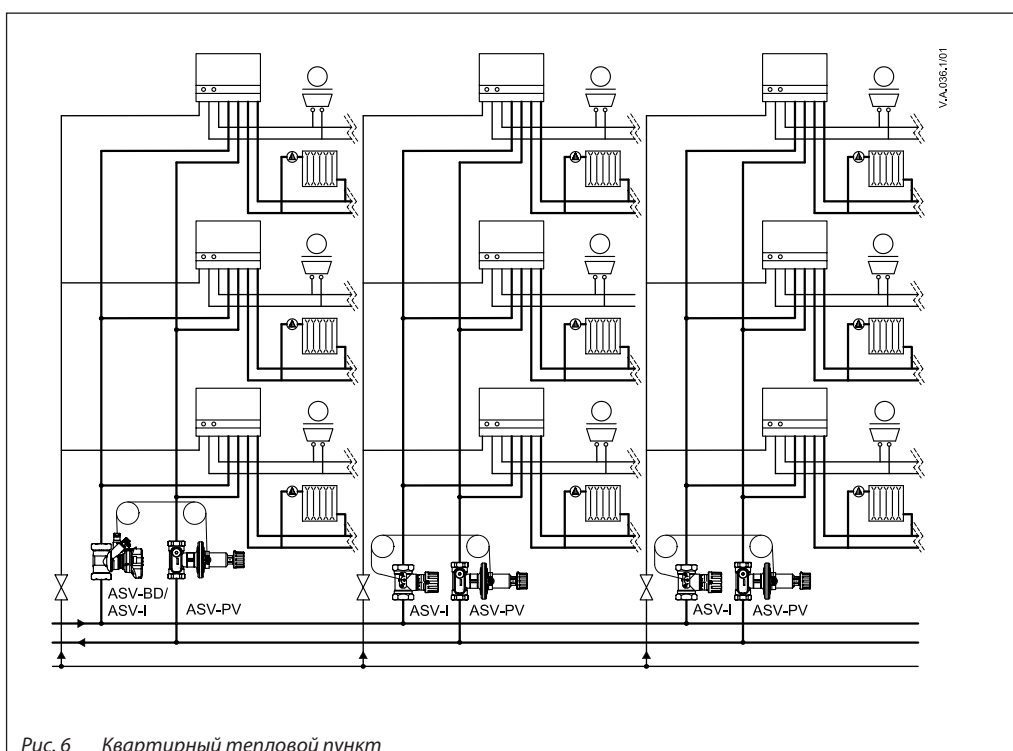 V.A.036.1/01
ASV-BD/
ASV-I
ASV-PV
ASV-I
ASV-PV
ASV-I
ASV-PV
Рис. 6 Квартирный тепловой пункт